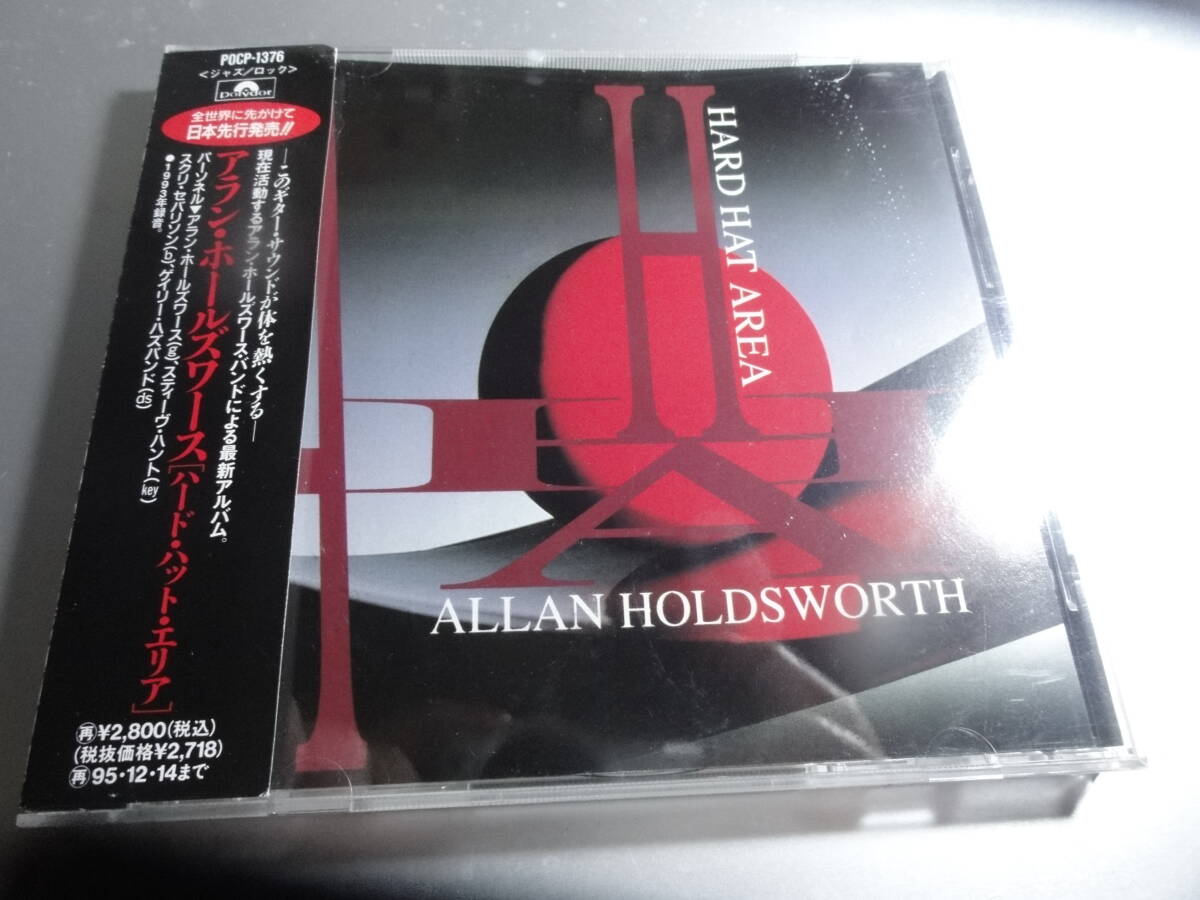 POCP-1376
<ジャズ/ロック>
Polydor
全世界に先がけて
日本先行発売!!
―このギター・サウンドが体を熱くする―
現在活動するアラン・ホールズワース・バンドによる最新アルバム。
アラン・ホールズワース[ハード・ハット・エリア]
パーソネル▼アラン・ホールズワース(g)、スティーヴ・ハント(key)
スクリ・セバリソン(b)、ゲイリー・ハズバンド(ds)
●1993年録音。
再¥2,800(税込)
(税抜価格¥2,718)
再95・12・14まで
HARD HAT AREA
ALLAN HOLDSWORTH